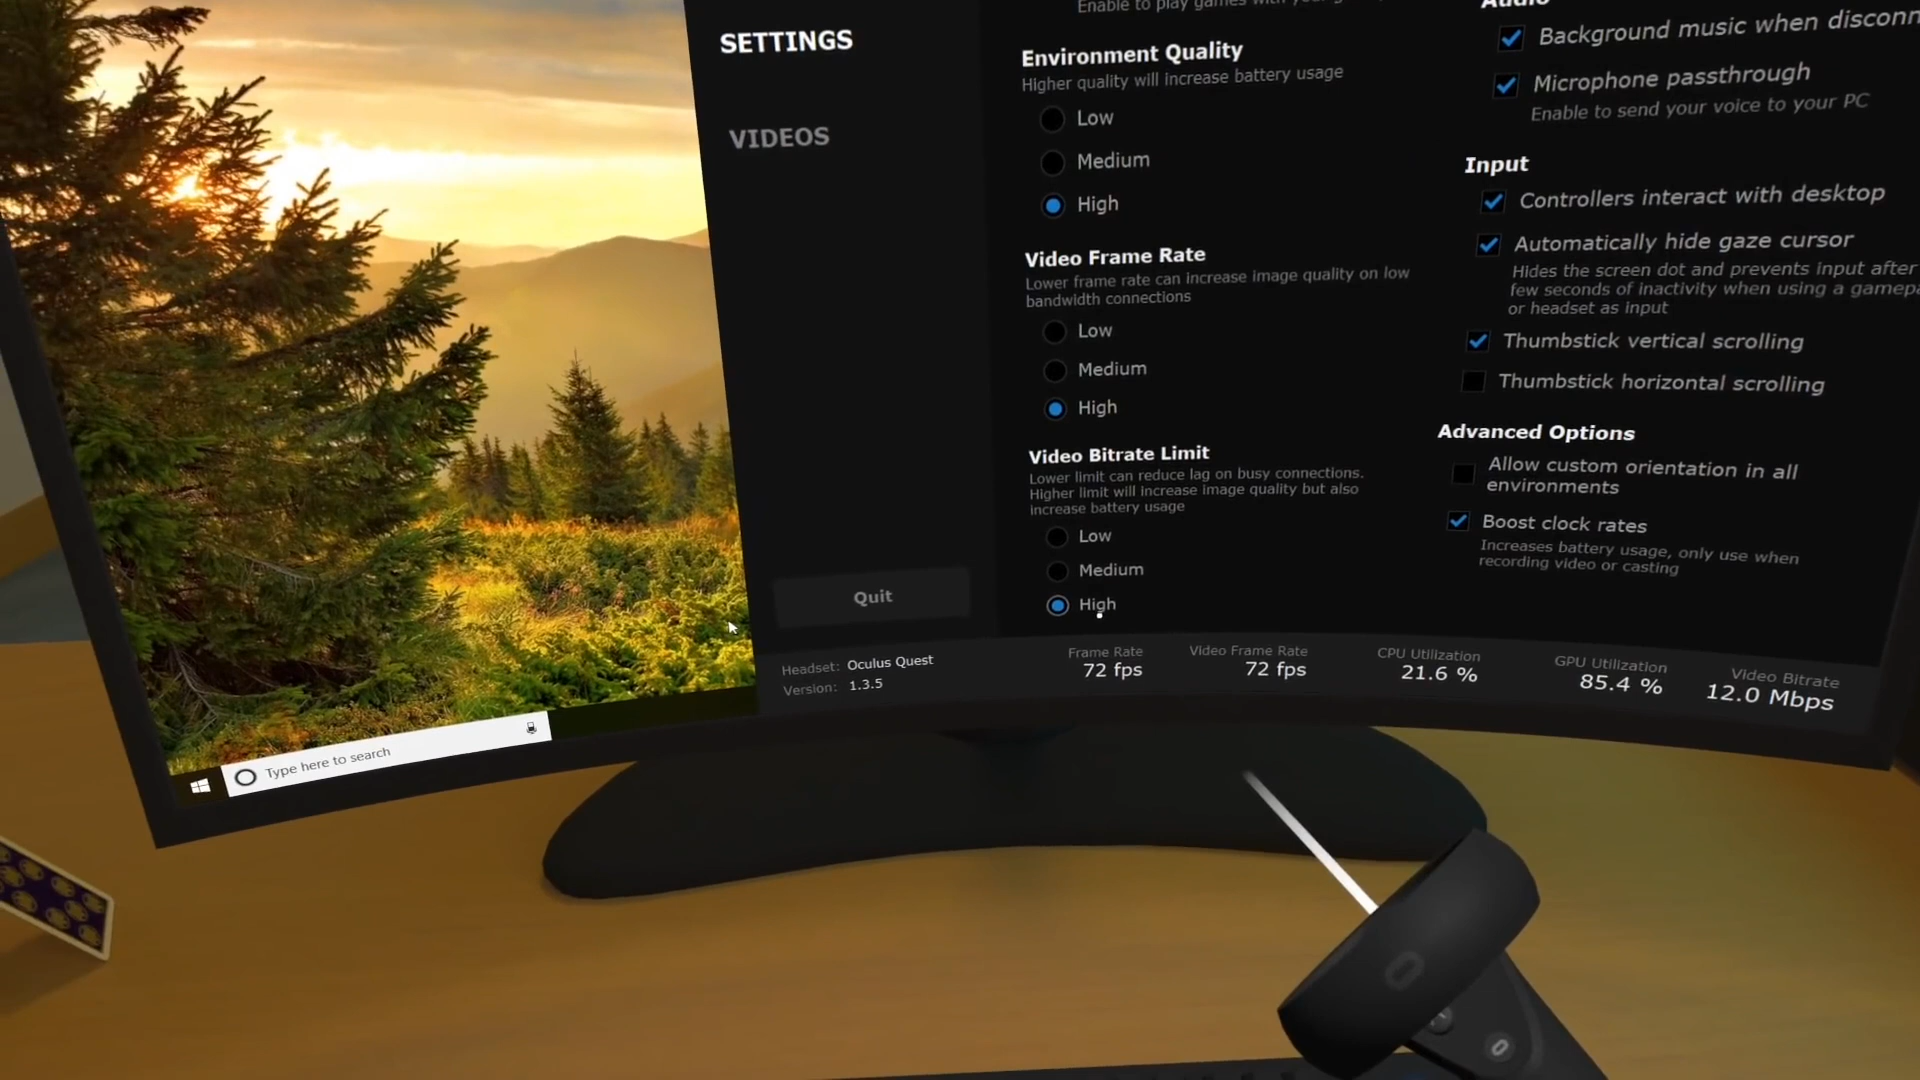 SETTINGS
VIDEOS
Quit
Environment Quality
Higher quality will increase battery usage
Low
Medium
High
Video Frame Rate
Lower frame rate can increase image quality on low
bandwidth connections
Low
Medium
High
Video Bitrate Limit
Lower limit can reduce lag on busy connections.
Higher limit will increase image quality but also
increase battery usage
Low
Medium
High
Audio
Background music when
Microphone passthrough
Enable to send your voice to your PC
Input
Controllers interact with desktop
Automatically hide gaze cursor
Hides the screen dot and prevents input after
few seconds of inactivity when using a
or headset as input
Thumbstick vertical scrolling
Thumbstick horizontal scrolling
Advanced Options
Allow custom orientation in all
environments
Boost clock rates
Increases battery usage, only use when
recording video or casting
Headset: Oculus Quest
Version: 1.3.5
Frame Rate
72 fps
Video Frame Rate
72 fps
CPU Utilization
21.6 %
GPU Utilization
85.4 %
Video Bitrate
12.0 Mbps
Type here to search